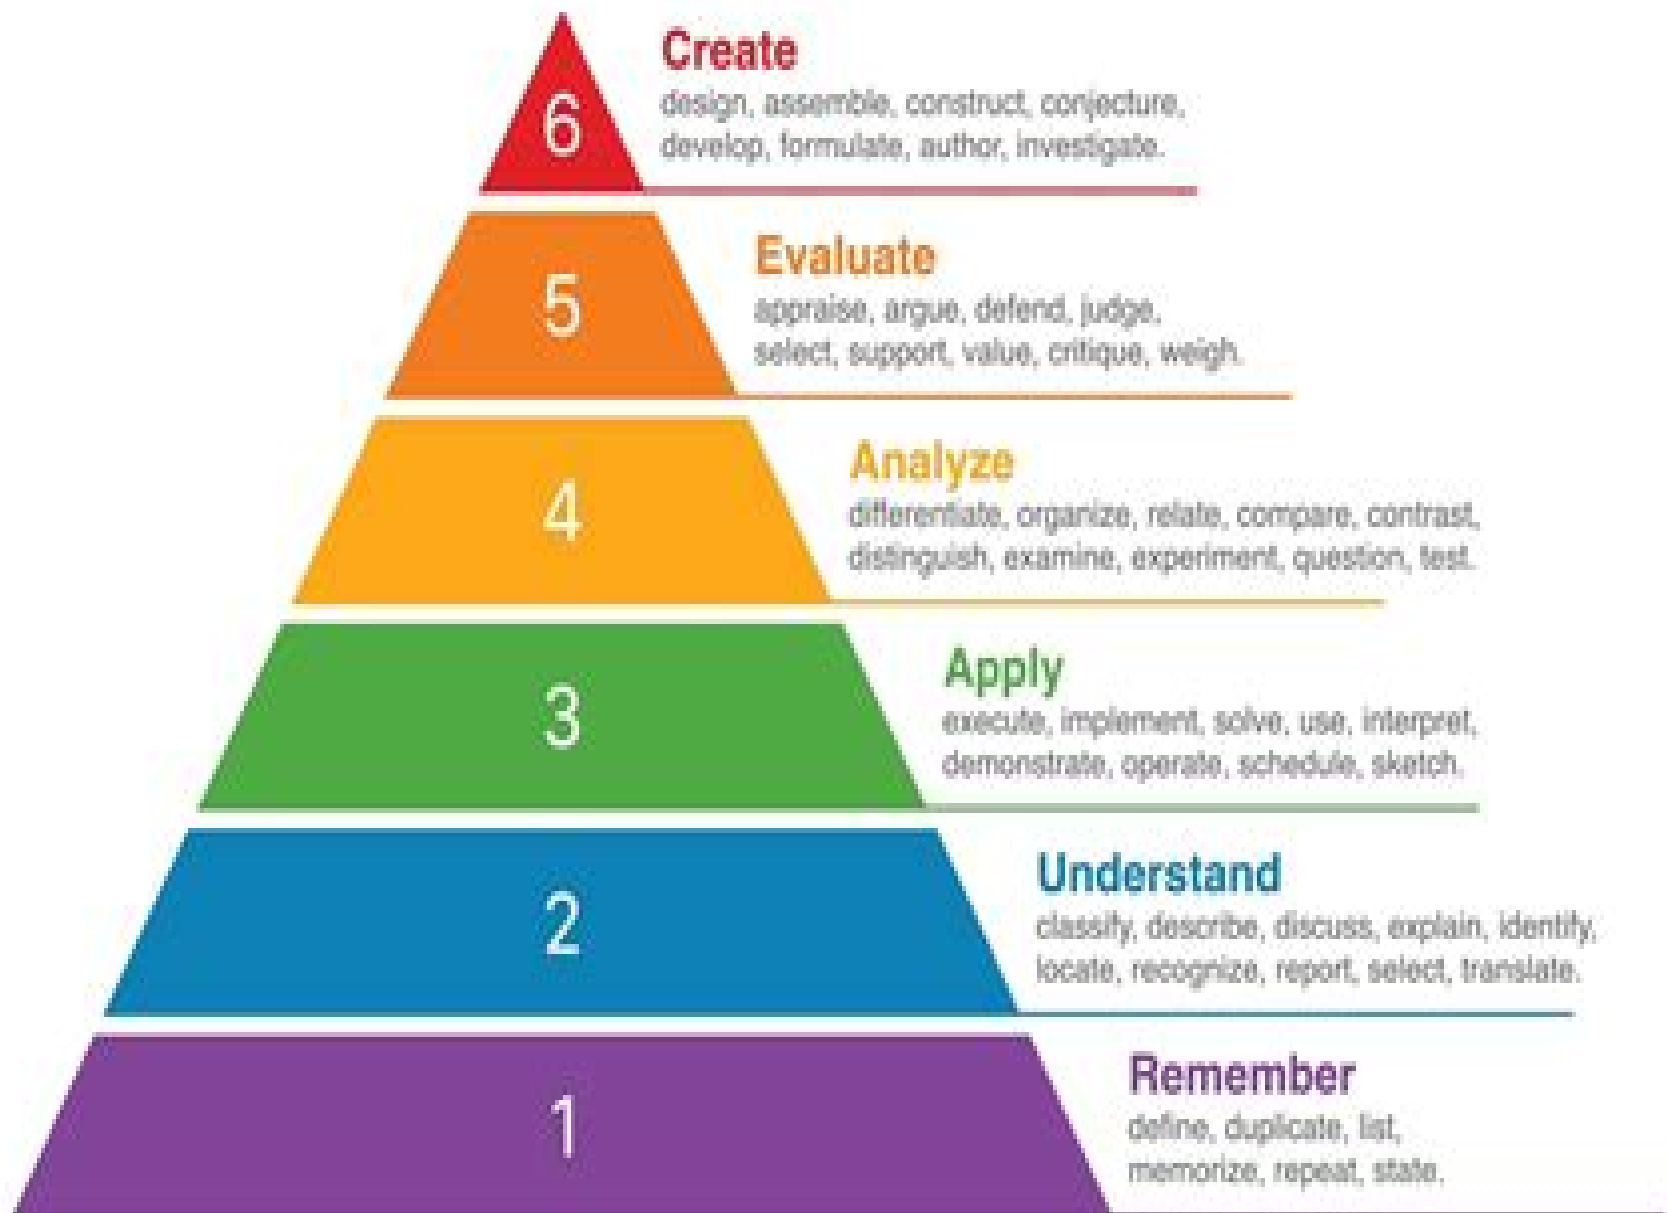 6
Create
design, assemble, construct, conjecture,
develop, formulate, author, investigate.
5
Evaluate
appraise, argue, defend, judge,
select, support, value, critique, weigh.
4
Analyze
differentiate, organize, relate, compare, contrast,
distinguish, examine, experiment, question, test.
3
Apply
execute, implement, solve, use, interpret,
demonstrate, operate, schedule, sketch.
2
Understand
classify, describe, discuss, explain, identify,
locate, recognize, report, select, translate.
1
Remember
define, duplicate, list,
memorize, repeat, state.